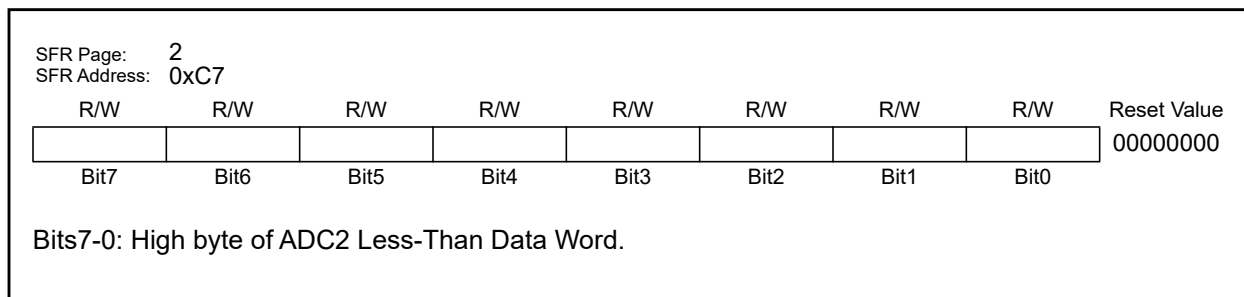 SFR Page: 2
SFR Address: 0xC7
R/W R/W R/W R/W R/W R/W R/W R/W Reset Value
00000000
Bit7 Bit6 Bit5 Bit4 Bit3 Bit2 Bit1 Bit0
Bits7-0: High byte of ADC2 Less-Than Data Word.